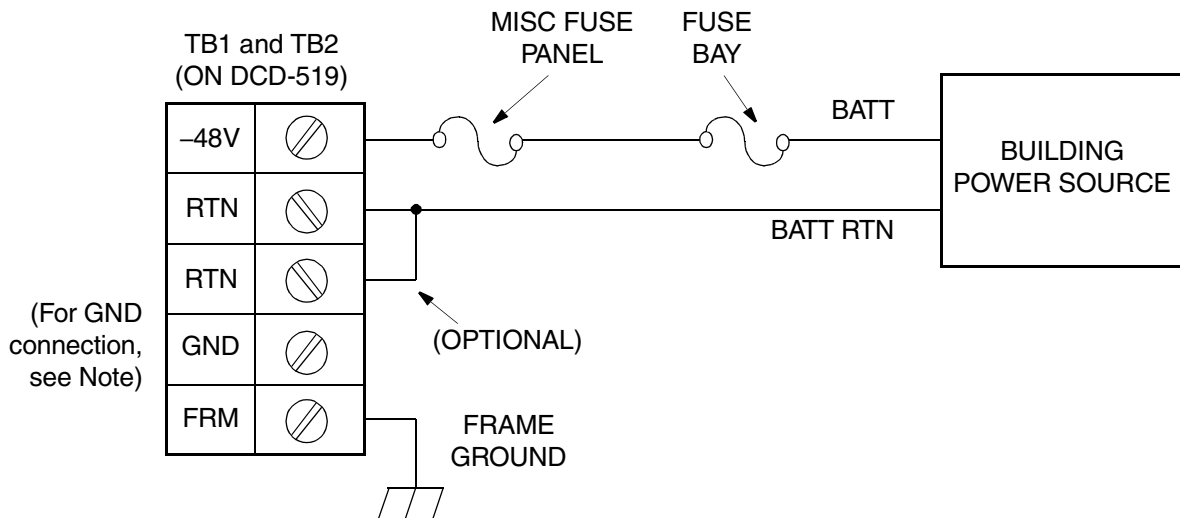 MISC FUSE
PANEL
FUSE
BAY
TB1 and TB2
(ON DCD-519)
BATT
–48V
BUILDING
POWER SOURCE
RTN
BATT RTN
RTN
(For GND
connection,
see Note)
GND
(OPTIONAL)
FRM
FRAME
GROUND